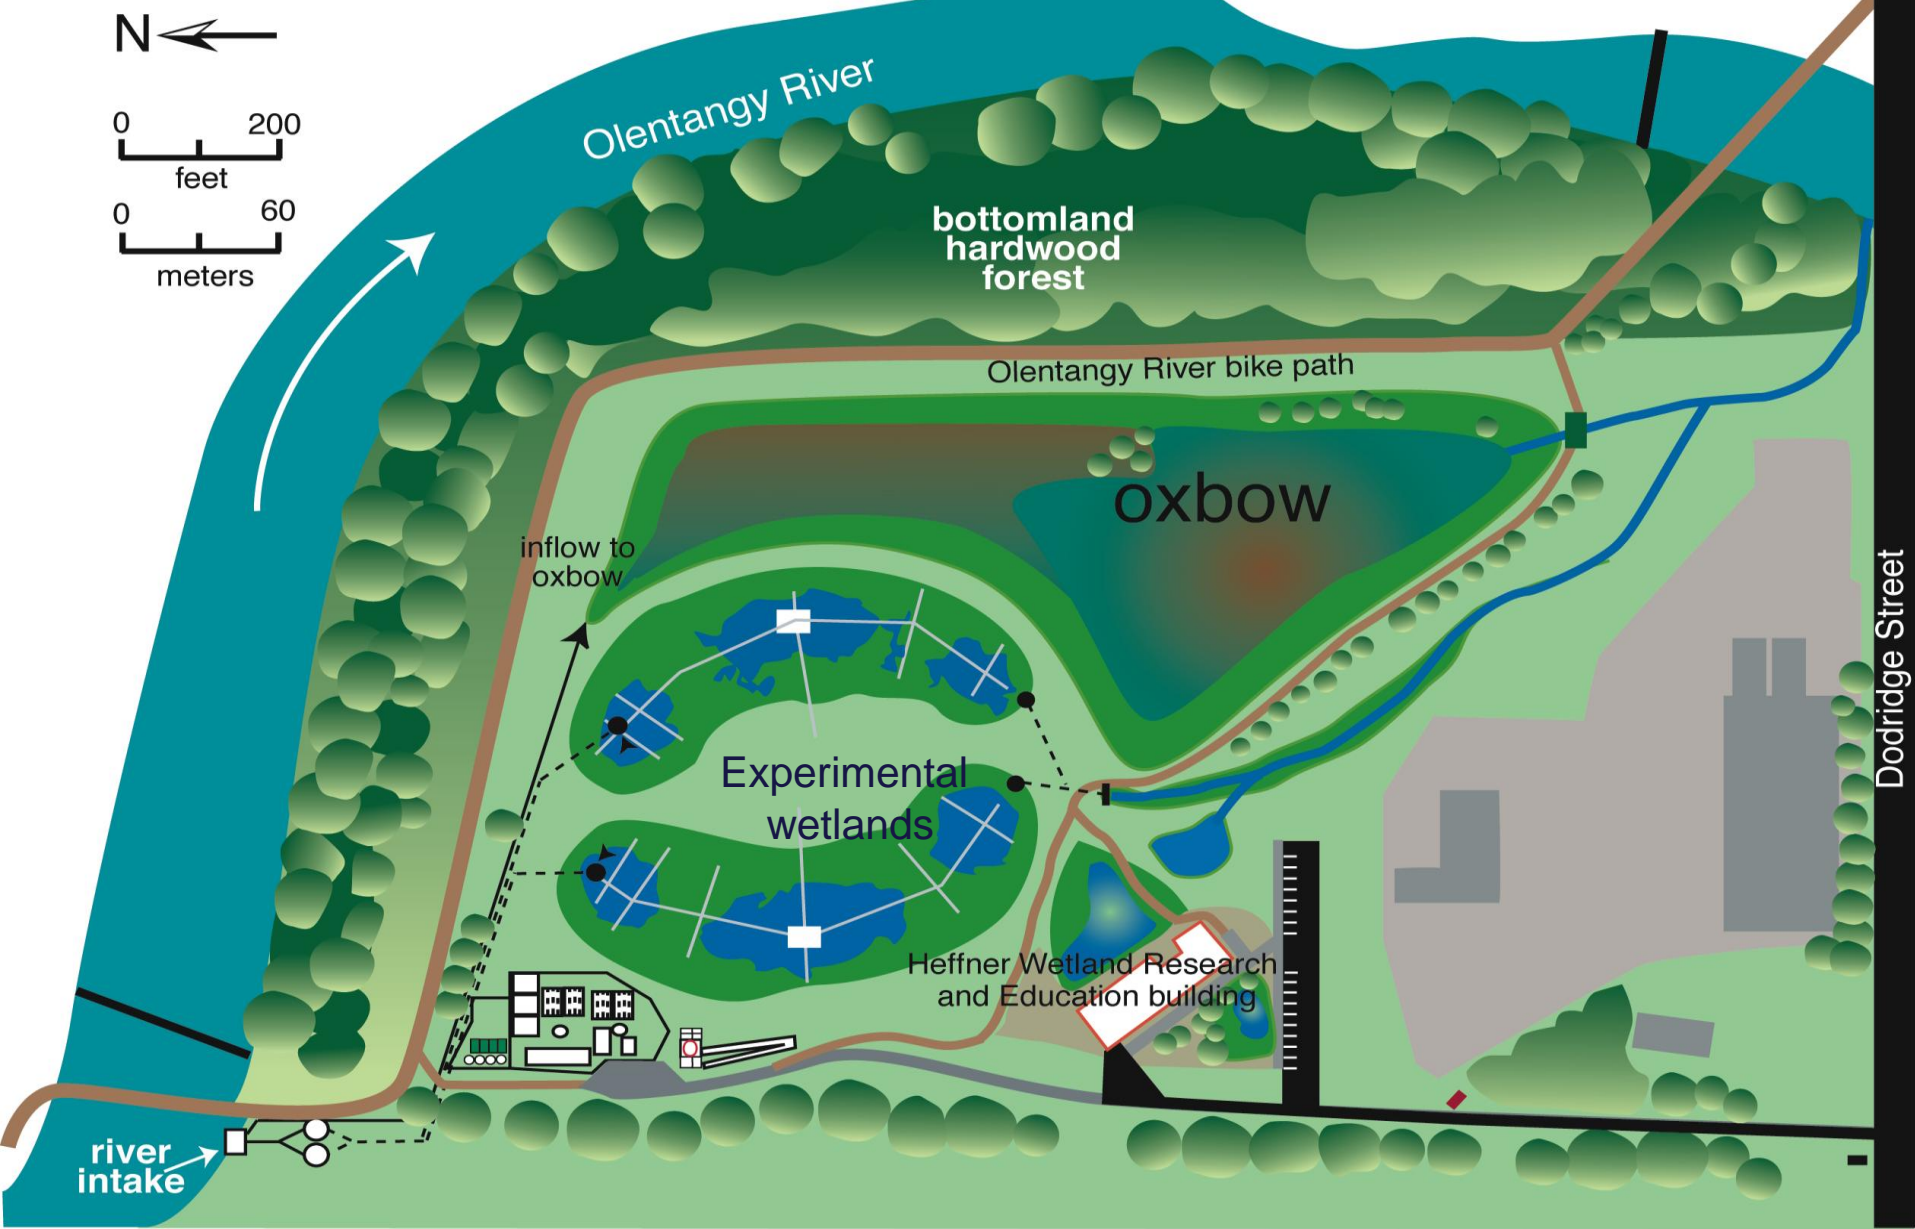 N
0 200
feet
0 60
meters
Olentangy River
bottomland
hardwood
forest
Olentangy River bike path
oxbow
inflow to
oxbow
Experimental
wetlands
Heffner Wetland Research
and Education building
river
intake
Dodridge Street